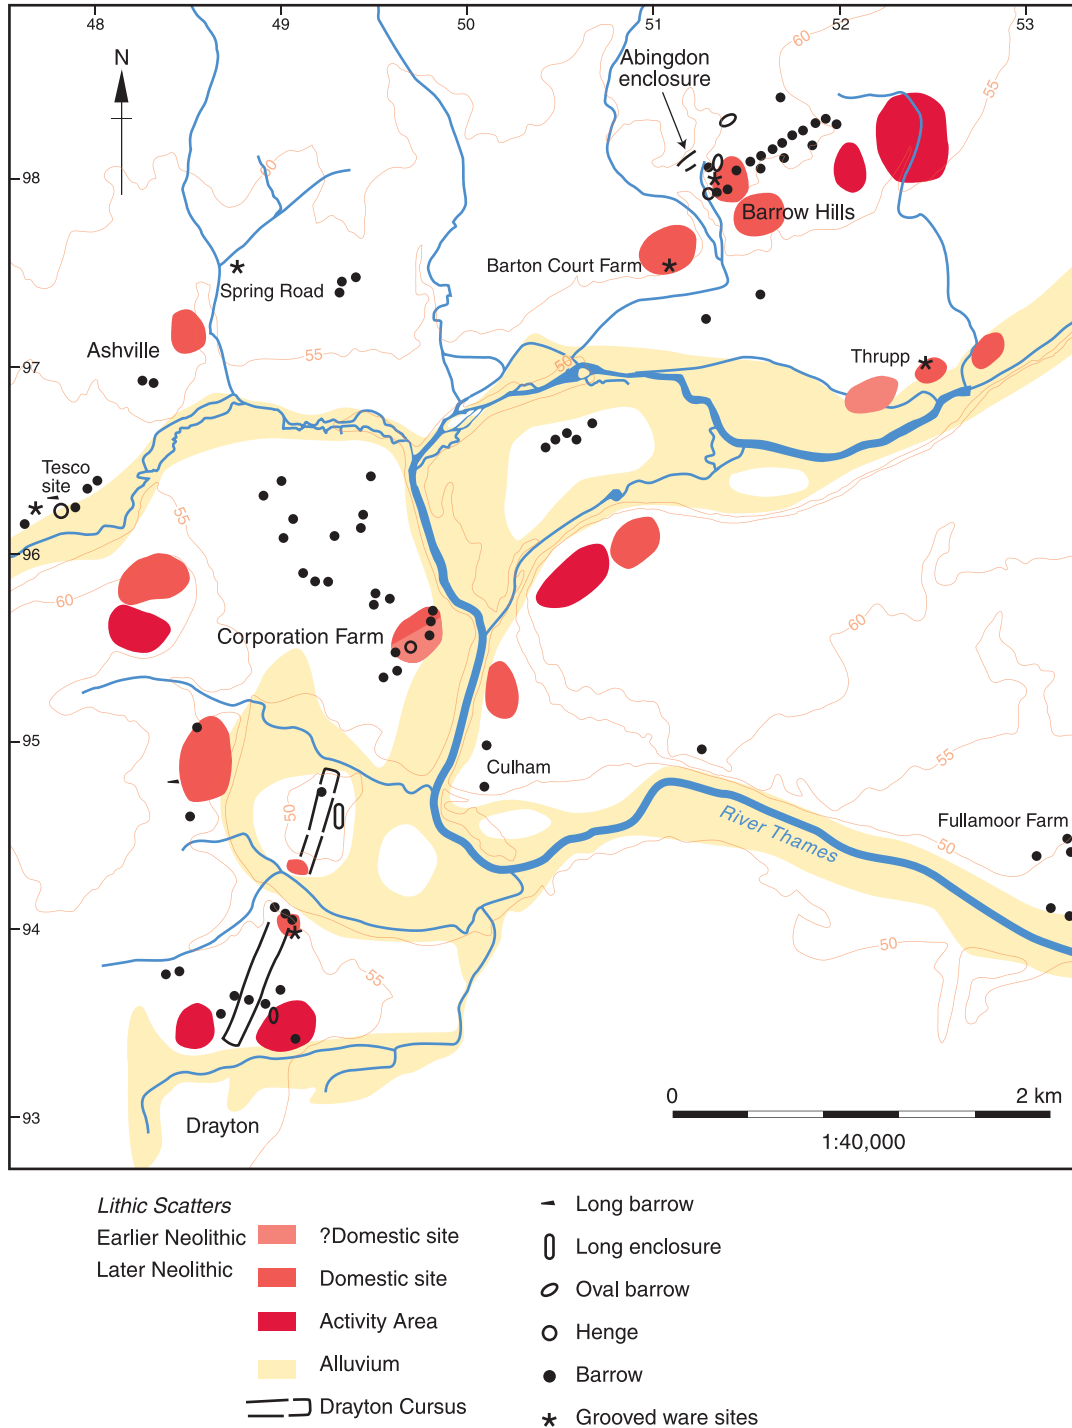 48
49
50
51
52
53
N
Abingdon
enclosure
60
55
60
98
Barrow Hills
Barton Court Farm
Spring Road
Ashville
55
50
Thrupp
97
Tesco
site
55
96
60
60
Corporation Farm
95
Culham
55
50
River Thames
Fullamoor Farm
50
94
50
55
93
Drayton
0
2 km
1:40,000
Lithic Scatters
Earlier Neolithic
Later Neolithic
?Domestic site
Domestic site
Activity Area
Alluvium
Drayton Cursus
Long barrow
Long enclosure
Oval barrow
Henge
Barrow
Grooved ware sites